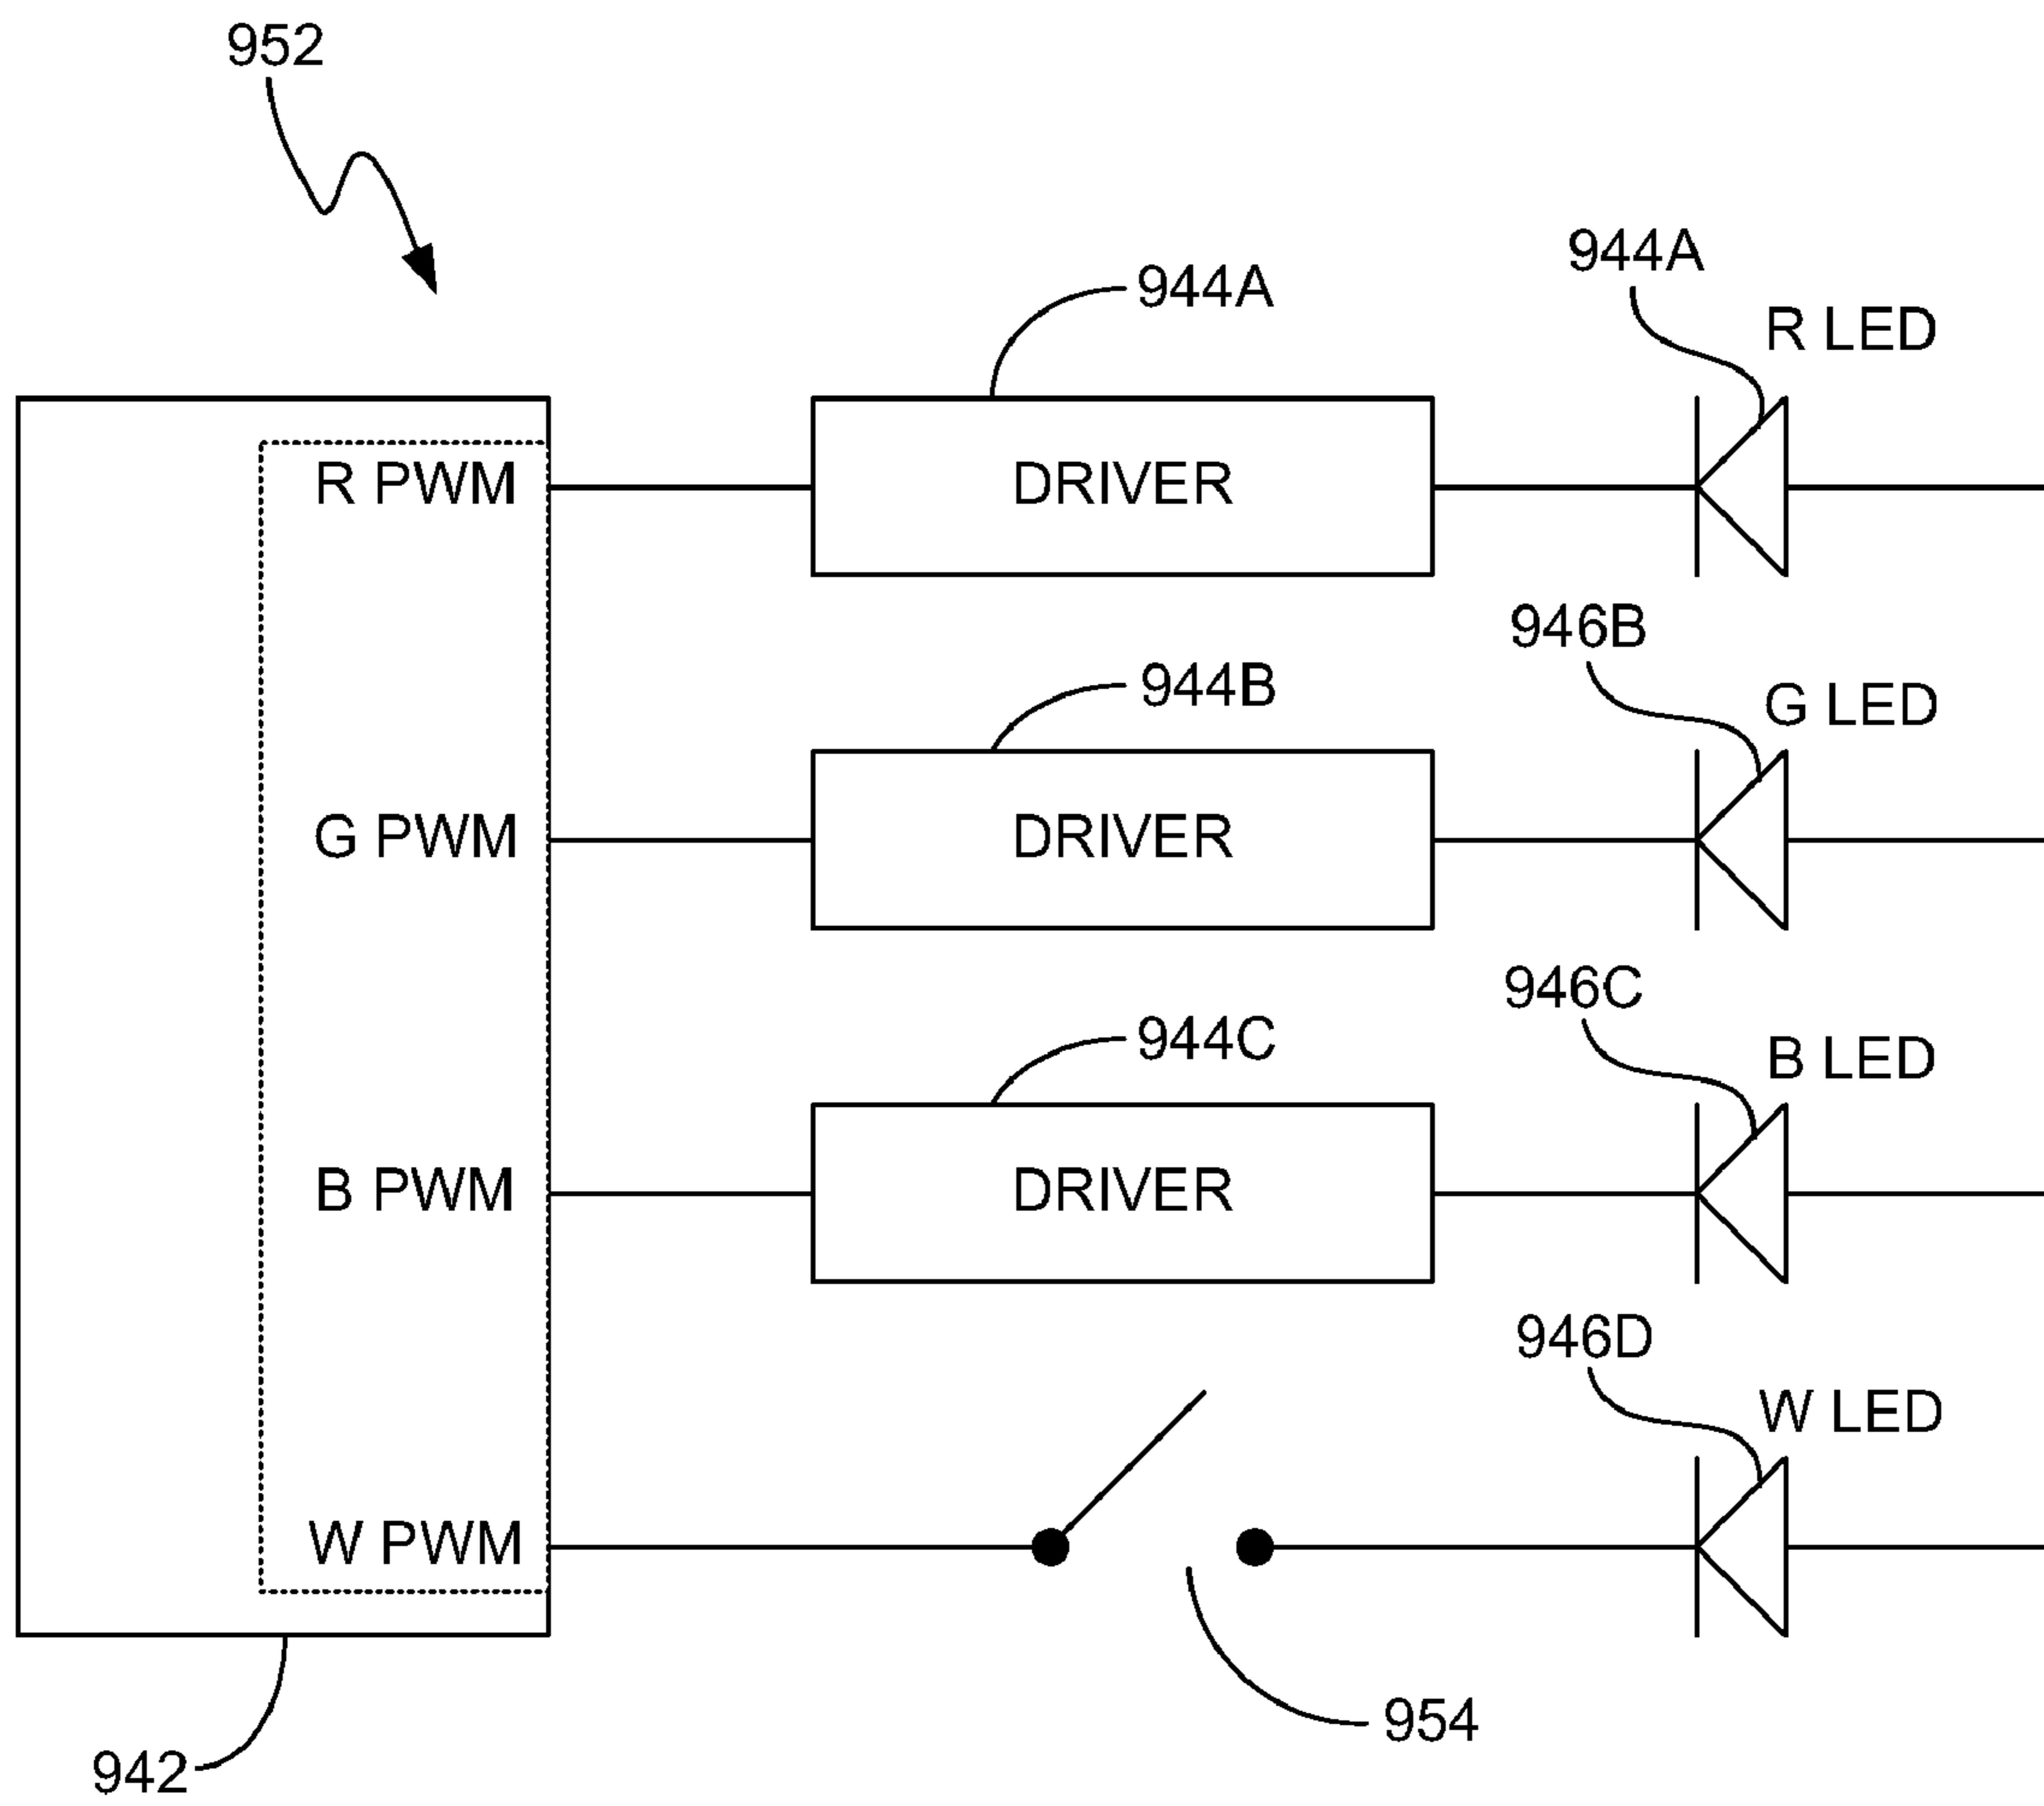 952
944A
944A
R LED
R PWM
DRIVER
946B
944B
G LED
G PWM
DRIVER
946C
944C
B LED
B PWM
DRIVER
946D
W LED
W PWM
954
942